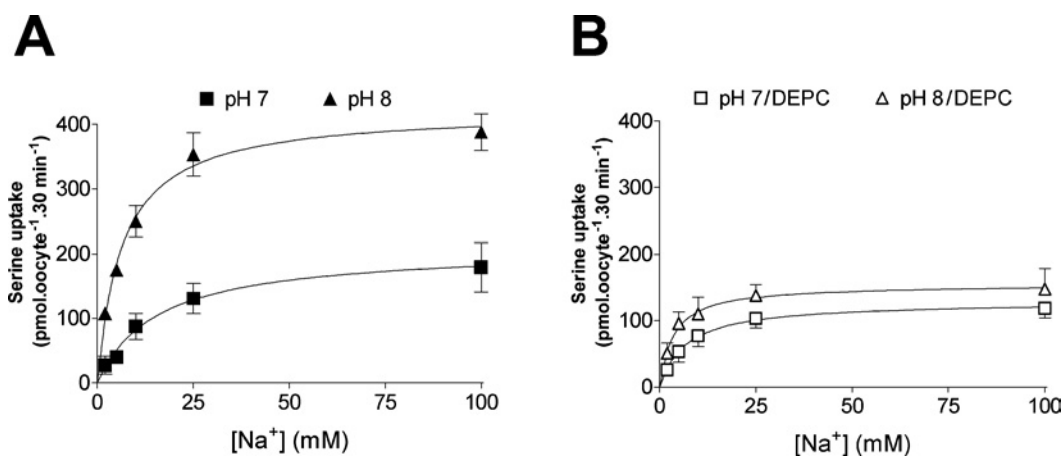 A
■ pH 7 ▲ pH 8
Serine uptake
(pmol.oocyte⁻¹.30 min⁻¹)
400
300
200
100
0
0 25 50 75 100
[Na⁺] (mM)
B
□ pH 7/DEPC △ pH 8/DEPC
Serine uptake
(pmol.oocyte⁻¹.30 min⁻¹)
400
300
200
100
0
0 25 50 75 100
[Na⁺] (mM)